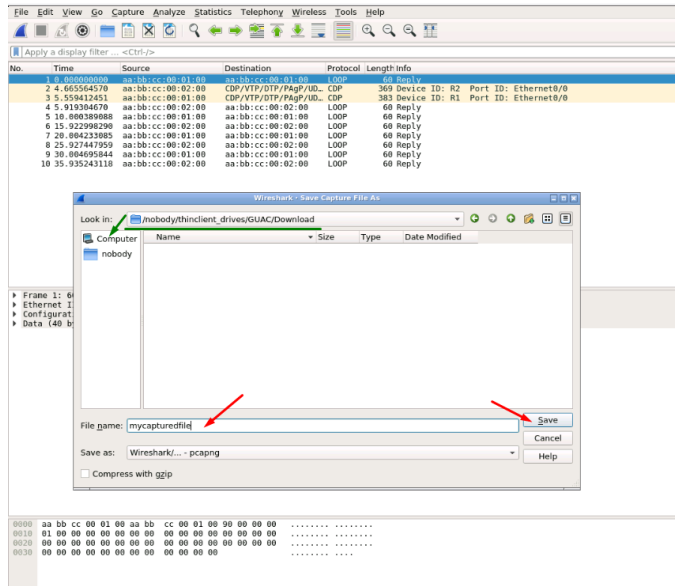 File Edit View Go Capture Analyze Statistics Telephony Wireless Tools Help
Apply a display filter ... <Ctrl-/>
No. Time Source Destination Protocol Length Info
1 0.000000000 aa:bb:cc:00:01:00 aa:bb:cc:00:01:00 LOOP 60 Reply
2 4.665564570 aa:bb:cc:00:02:00 CDP/VTP/DTP/PAgP/UD… CDP 369 Device ID: R2 Port ID: Ethernet0/0
3 5.559412451 aa:bb:cc:00:01:00 CDP/VTP/DTP/PAgP/UD… CDP 383 Device ID: R1 Port ID: Ethernet0/0
4 5.919304670 aa:bb:cc:00:02:00 aa:bb:cc:00:02:00 LOOP 60 Reply
5 10.000389088 aa:bb:cc:00:01:00 aa:bb:cc:00:01:00 LOOP 60 Reply
6 15.922998290 aa:bb:cc:00:02:00 aa:bb:cc:00:02:00 LOOP 60 Reply
7 20.004233085 aa:bb:cc:00:01:00 aa:bb:cc:00:01:00 LOOP 60 Reply
8 25.927447959 aa:bb:cc:00:02:00 aa:bb:cc:00:02:00 LOOP 60 Reply
9 30.004695844 aa:bb:cc:00:01:00 aa:bb:cc:00:01:00 LOOP 60 Reply
10 35.935243118 aa:bb:cc:00:02:00 aa:bb:cc:00:02:00 LOOP 60 Reply
Wireshark · Save Capture File As
Look in: /nobody/thinclient_drives/GUAC/Download
Computer Name Size Type Date Modified
nobody
Frame 1: 6
Ethernet I
Configurat
Data (40 b
File name: mycapturedfile Save
Cancel
Save as: Wireshark/... - pcapng Help
Compress with gzip
0000 aa bb cc 00 01 00 aa bb cc 00 01 00 90 00 00 00 ........ ........
0010 01 00 00 00 00 00 00 00 00 00 00 00 00 00 00 00 ........ ........
0020 00 00 00 00 00 00 00 00 00 00 00 00 00 00 00 00 ........ ........
0030 00 00 00 00 00 00 00 00 00 00 00 00 ........ ....